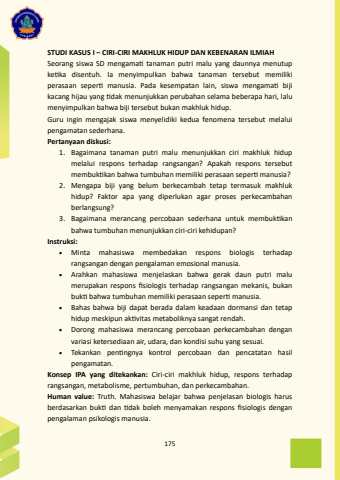 STUDI KASUS I – CIRI-CIRI MAKHLUK HIDUP DAN KEBENARAN ILMIAH
Seorang siswa SD mengamati tanaman putri malu yang daunnya menutup
ketika disentuh. Ia menyimpulkan bahwa tanaman tersebut memiliki
perasaan seperti manusia. Pada kesempatan lain, siswa mengamati biji
kacang hijau yang tidak menunjukkan perubahan selama beberapa hari, lalu
menyimpulkan bahwa biji tersebut bukan makhluk hidup.
Guru ingin mengajak siswa menyelidiki kedua fenomena tersebut melalui
pengamatan sederhana.
Pertanyaan diskusi:
1. Bagaimana tanaman putri malu menunjukkan ciri makhluk hidup
melalui respons terhadap rangsangan? Apakah respons tersebut
membuktikan bahwa tumbuhan memiliki perasaan seperti manusia?
2. Mengapa biji yang belum berkecambah tetap termasuk makhluk
hidup? Faktor apa yang diperlukan agar proses perkecambahan
berlangsung?
3. Bagaimana merancang percobaan sederhana untuk membuktikan
bahwa tumbuhan menunjukkan ciri-ciri kehidupan?
Instruksi:
• Minta mahasiswa membedakan respons biologis terhadap
rangsangan dengan pengalaman emosional manusia.
• Arahkan mahasiswa menjelaskan bahwa gerak daun putri malu
merupakan respons fisiologis terhadap rangsangan mekanis, bukan
bukti bahwa tumbuhan memiliki perasaan seperti manusia.
• Bahas bahwa biji dapat berada dalam keadaan dormansi dan tetap
hidup meskipun aktivitas metaboliknya sangat rendah.
• Dorong mahasiswa merancang percobaan perkecambahan dengan
variasi ketersediaan air, udara, dan kondisi suhu yang sesuai.
• Tekankan pentingnya kontrol percobaan dan pencatatan hasil
pengamatan.
Konsep IPA yang ditekankan: Ciri-ciri makhluk hidup, respons terhadap
rangsangan, metabolisme, pertumbuhan, dan perkecambahan.
Human value: Truth. Mahasiswa belajar bahwa penjelasan biologis harus
berdasarkan bukti dan tidak boleh menyamakan respons fisiologis dengan
pengalaman psikologis manusia.
175